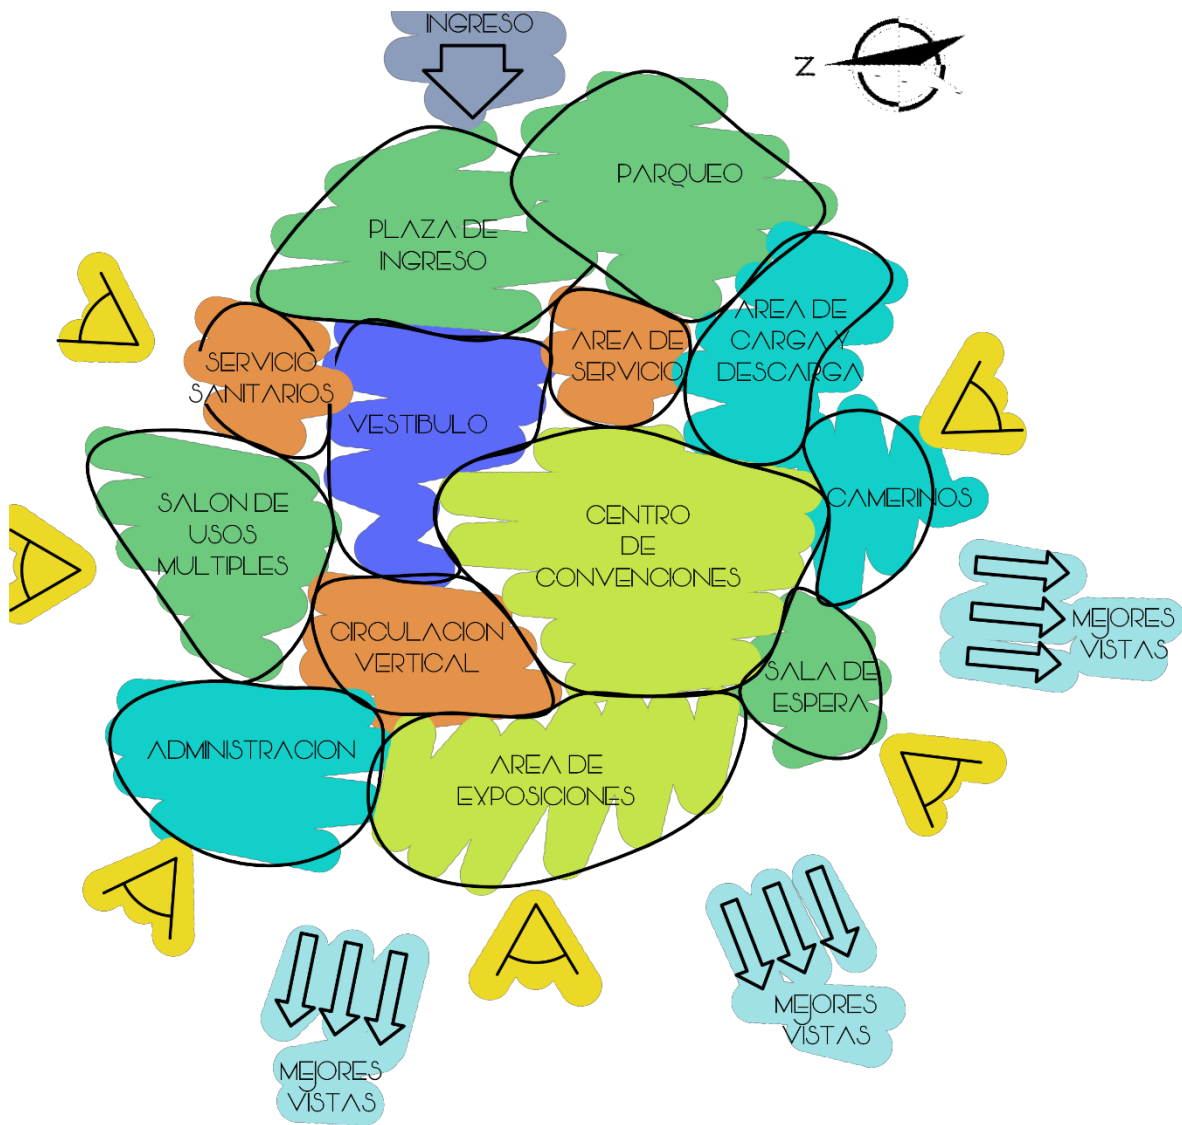 INGRESO
Z
PARQUEO
PLAZA DE
INGRESO
AREA DE
CARGA Y
DESCARGA
AREA DE
SERVICIO
SERVICIO
SANITARIOS
VESTIBULO
SALON DE
USOS
MULTIPLES
CENTRO
DE
CONVENCIONES
CAMERINOS
CIRCULACION
VERTICAL
MEJORES
VISTAS
SALA DE
ESPERA
ADMINISTRACION
AREA DE
EXPOSICIONES
MEJORES
VISTAS
MEJORES
VISTAS